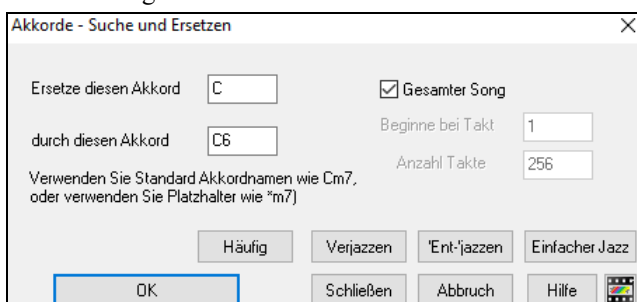 Akkorde - Suche und Ersetzen
Ersetze diesen Akkord C
Gesamter Song
Beginne bei Takt 1
durch diesen Akkord C6
Anzahl Takte 256
Verwenden Sie Standard Akkordnamen wie Cm7,
oder verwenden Sie Platzhalter wie *m7)
Häufig Verjazzen 'Ent-'jazzen Einfacher Jazz
OK Schließen Abbruch Hilfe